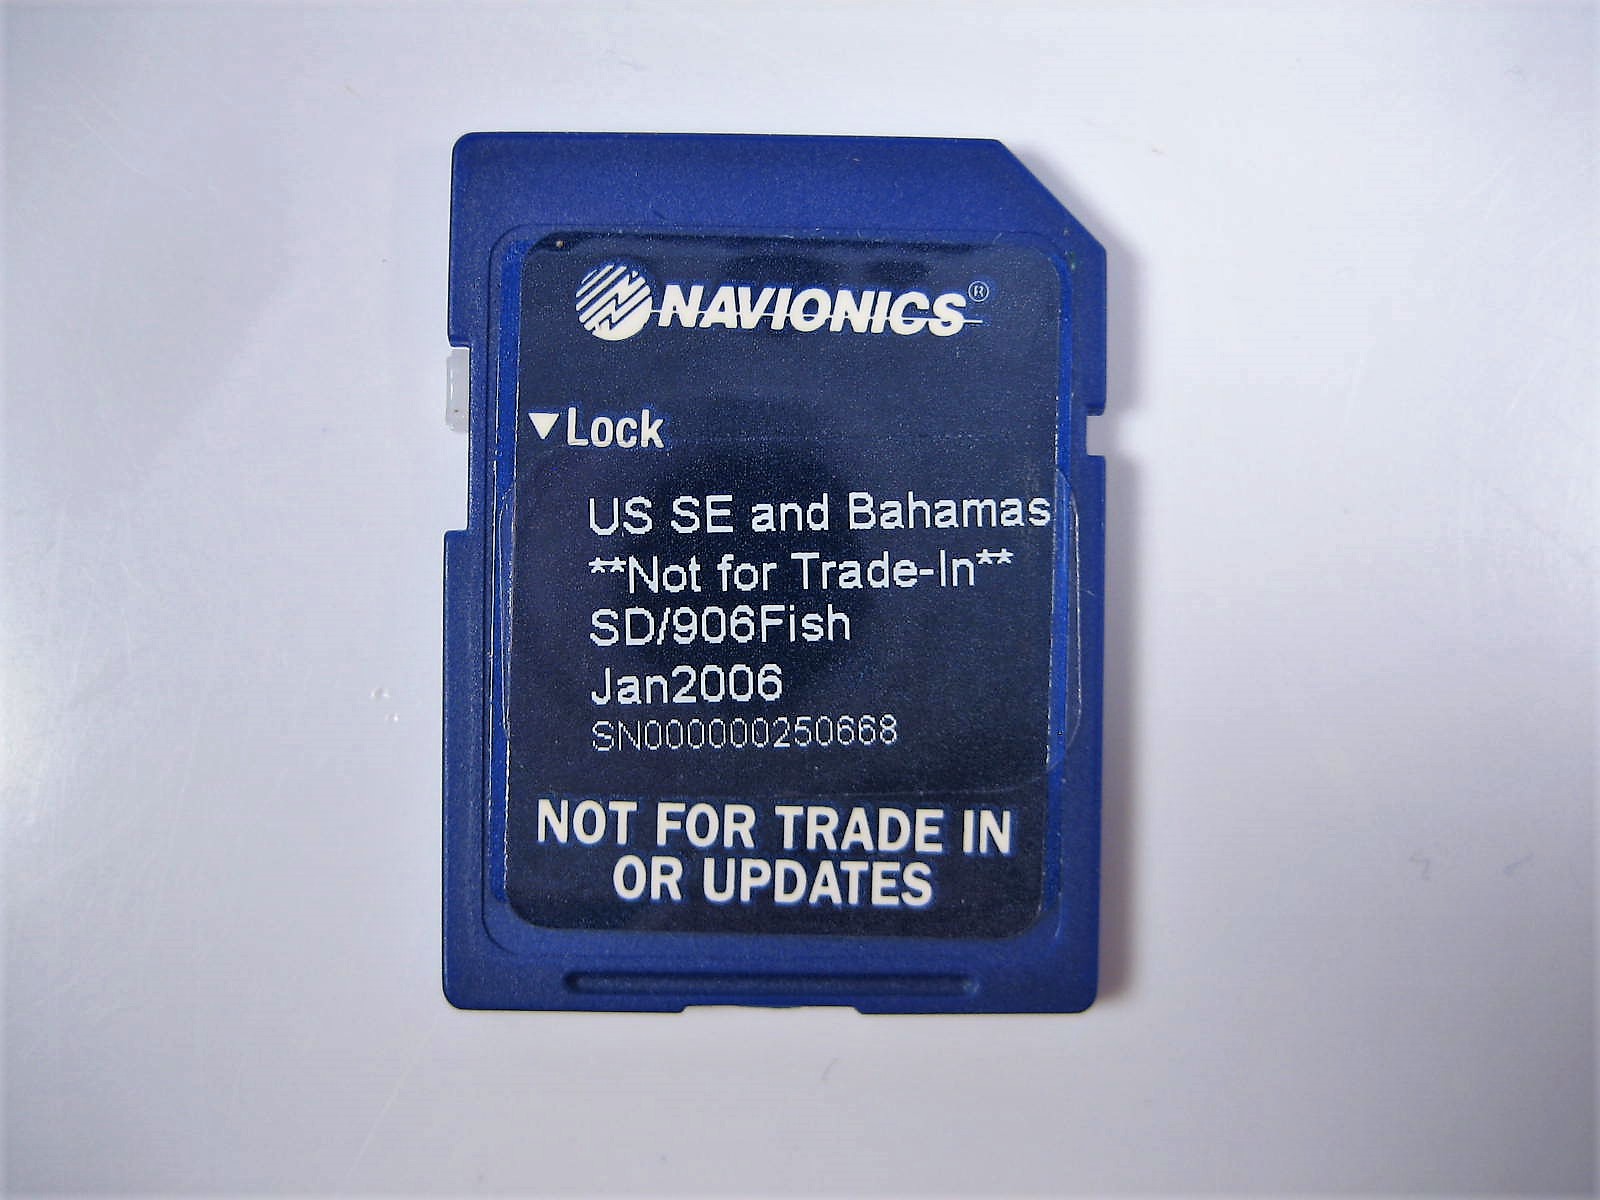 NAVIONICS®
▼Lock
US SE and Bahamas
**Not for Trade-In**
SD/906Fish
Jan2006
SN000000250668
NOT FOR TRADE IN
OR UPDATES